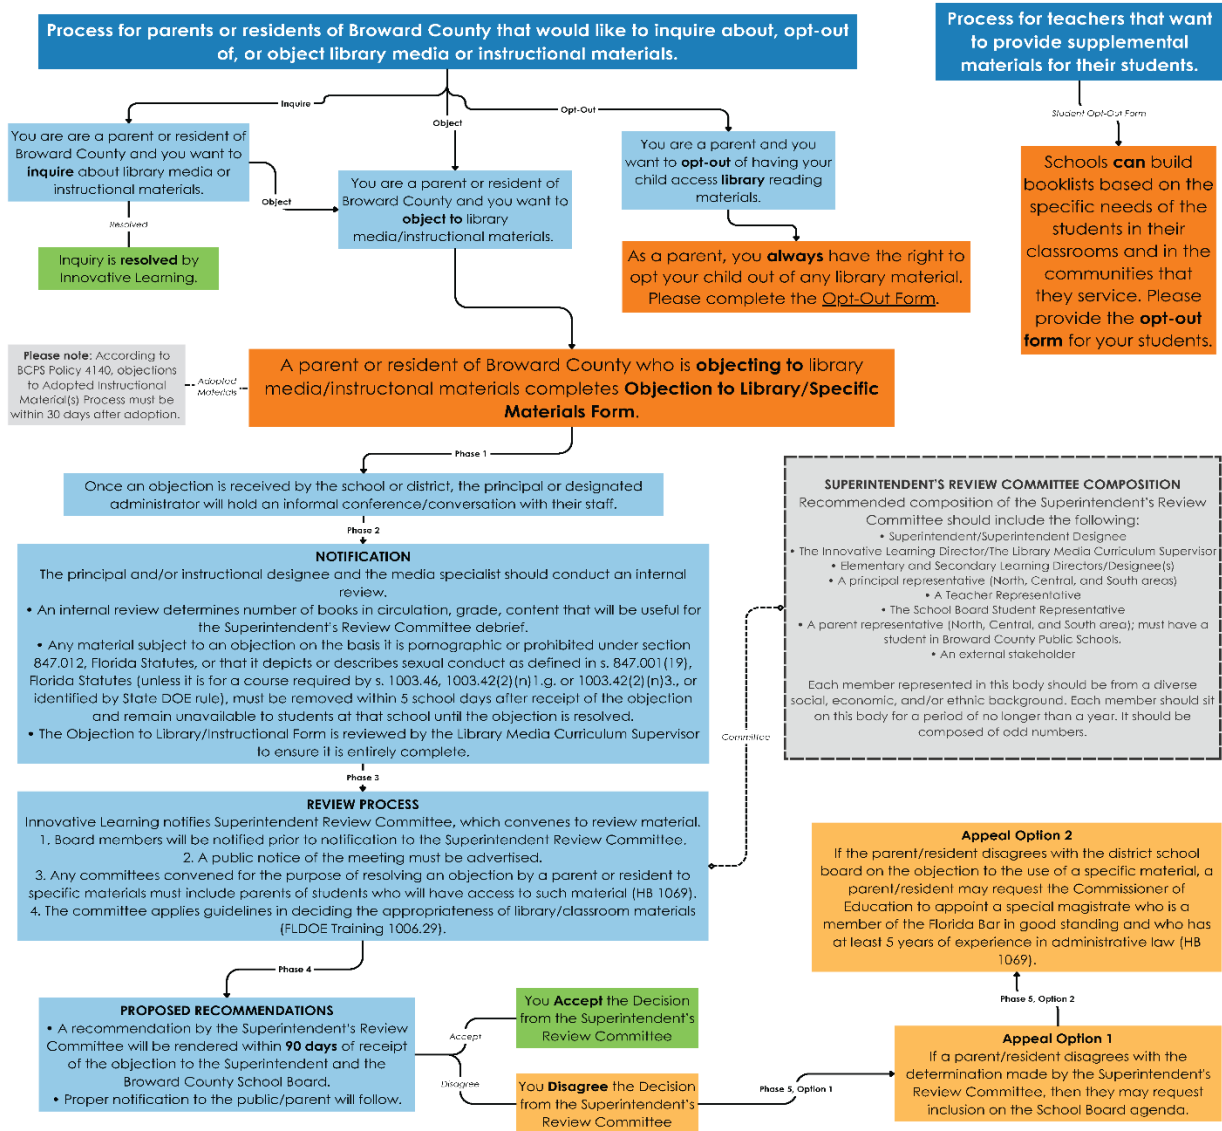 Process for parents or residents of Broward County that would like to inquire about, opt-out
of, or object library media or instructional materials.
Process for teachers that want
to provide supplemental
materials for their students.
Inquire
Object
Opt-Out
Student Opt-Out Form
You are are a parent or resident of
Broward County and you want to
inquire about library media or
instructional materials.
Object
You are a parent or resident of
Broward County and you want to
object to library
media/instructional materials.
You are a parent and you
want to opt-out of having your
child access library reading
materials.
Schools can build
booklists based on the
specific needs of the
students in their
classrooms and in the
communities that
they service. Please
provide the opt-out
form for your students.
Resolved
Inquiry is resolved by
Innovative Learning.
As a parent, you always have the right to
opt your child out of any library material.
Please complete the Opt-Out Form.
Please note: According to
BCPS Policy 4140, objections
to Adopted Instructional
Material(s) Process must be
within 30 days after adoption.
Adopted
Materials
A parent or resident of Broward County who is objecting to library
media/instructonal materials completes Objection to Library/Specific
Materials Form.
Phase 1
Once an objection is received by the school or district, the principal or designated
administrator will hold an informal conference/conversation with their staff.
Phase 2
NOTIFICATION
The principal and/or instructional designee and the media specialist should conduct an internal
review.
• An internal review determines number of books in circulation, grade, content that will be useful for
the Superintendent's Review Committee debrief.
• Any material subject to an objection on the basis it is pornographic or prohibited under section
847.012, Florida Statutes, or that it depicts or describes sexual conduct as defined in s. 847.001(19),
Florida Statutes (unless it is for a course required by s. 1003.46, 1003.42(2)(n)1.g. or 1003.42(2)(n)3., or
identified by State DOE rule), must be removed within 5 school days after receipt of the objection
and remain unavailable to students at that school until the objection is resolved.
• The Objection to Library/Instructional Form is reviewed by the Library Media Curriculum Supervisor
to ensure it is entirely complete.
SUPERINTENDENT'S REVIEW COMMITTEE COMPOSITION
Recommended composition of the Superintendent's Review
Committee should include the following:
• Superintendent/Superintendent Designee
• The Innovative Learning Director/The Library Media Curriculum Supervisor
• Elementary and Secondary Learning Directors/Designee(s)
• A principal representative (North, Central, and South areas)
• A Teacher Representative
• The School Board Student Representative
• A parent representative (North, Central, and South area); must have a
student in Broward County Public Schools.
• An external stakeholder
Each member represented in this body should be from a diverse
social, economic, and/or ethnic background. Each member should sit
on this body for a period of no longer than a year. It should be
composed of odd numbers.
Committee
Phase 3
REVIEW PROCESS
Innovative Learning notifies Superintendent Review Committee, which convenes to review material.
1. Board members will be notified prior to notification to the Superintendent Review Committee.
2. A public notice of the meeting must be advertised.
3. Any committees convened for the purpose of resolving an objection by a parent or resident to
specific materials must include parents of students who will have access to such material (HB 1069).
4. The committee applies guidelines in deciding the appropriateness of library/classroom materials
(FLDOE Training 1006.29).
Phase 4
PROPOSED RECOMMENDATIONS
• A recommendation by the Superintendent's Review
Committee will be rendered within 90 days of receipt
of the objection to the Superintendent and the
Broward County School Board.
• Proper notification to the public/parent will follow.
Accept
You Accept the Decision
from the Superintendent's
Review Committee
Disagree
You Disagree the Decision
from the Superintendent's
Review Committee
Phase 5, Option 1
Appeal Option 1
If a parent/resident disagrees with the
determination made by the Superintendent's
Review Committee, then they may request
inclusion on the School Board agenda.
Phase 5, Option 2
Appeal Option 2
If the parent/resident disagrees with the district school
board on the objection to the use of a specific material, a
parent/resident may request the Commissioner of
Education to appoint a special magistrate who is a
member of the Florida Bar in good standing and who has
at least 5 years of experience in administrative law (HB
1069).